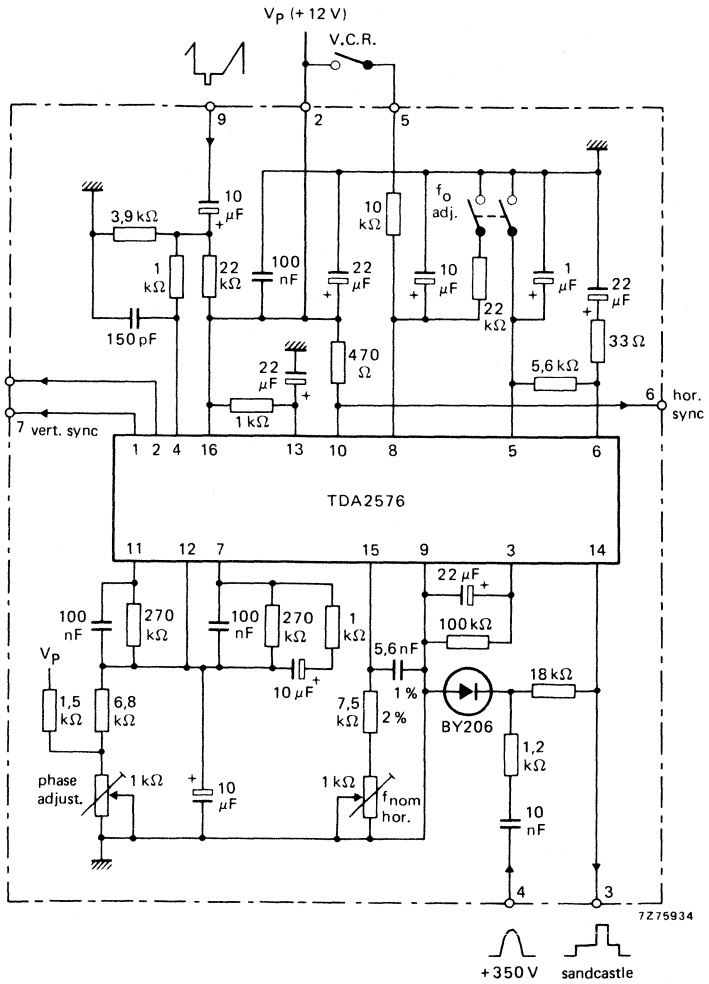 Vp (+ 12 V)
V.C.R.
9
2
5
10
µF
+
3,9 kΩ
1
kΩ
22
kΩ
100
nF
22
µF
+
10
kΩ
10
µF
+
fo
adj.
22
kΩ
1
µF
+
22
µF
+
150 pF
22
µF
+
470
Ω
5,6 kΩ
33 Ω
1 kΩ
6 hor.
sync
7 vert. sync
1 2 4 16 13 10 8 5 6
TDA2576
11 12 7 15 9 3 14
100
nF
270
kΩ
100
nF
270
kΩ
1
kΩ
22 µF +
100 kΩ
5,6 nF
1 %
Vp
1,5
kΩ
6,8
kΩ
10 µF +
7,5
kΩ
2 %
BY206
18 kΩ
1,2
kΩ
phase
adjust.
1 kΩ
+
10
µF
1 kΩ
fnom
hor.
10
nF
4
3
7Z75934
+350 V
sandcastle